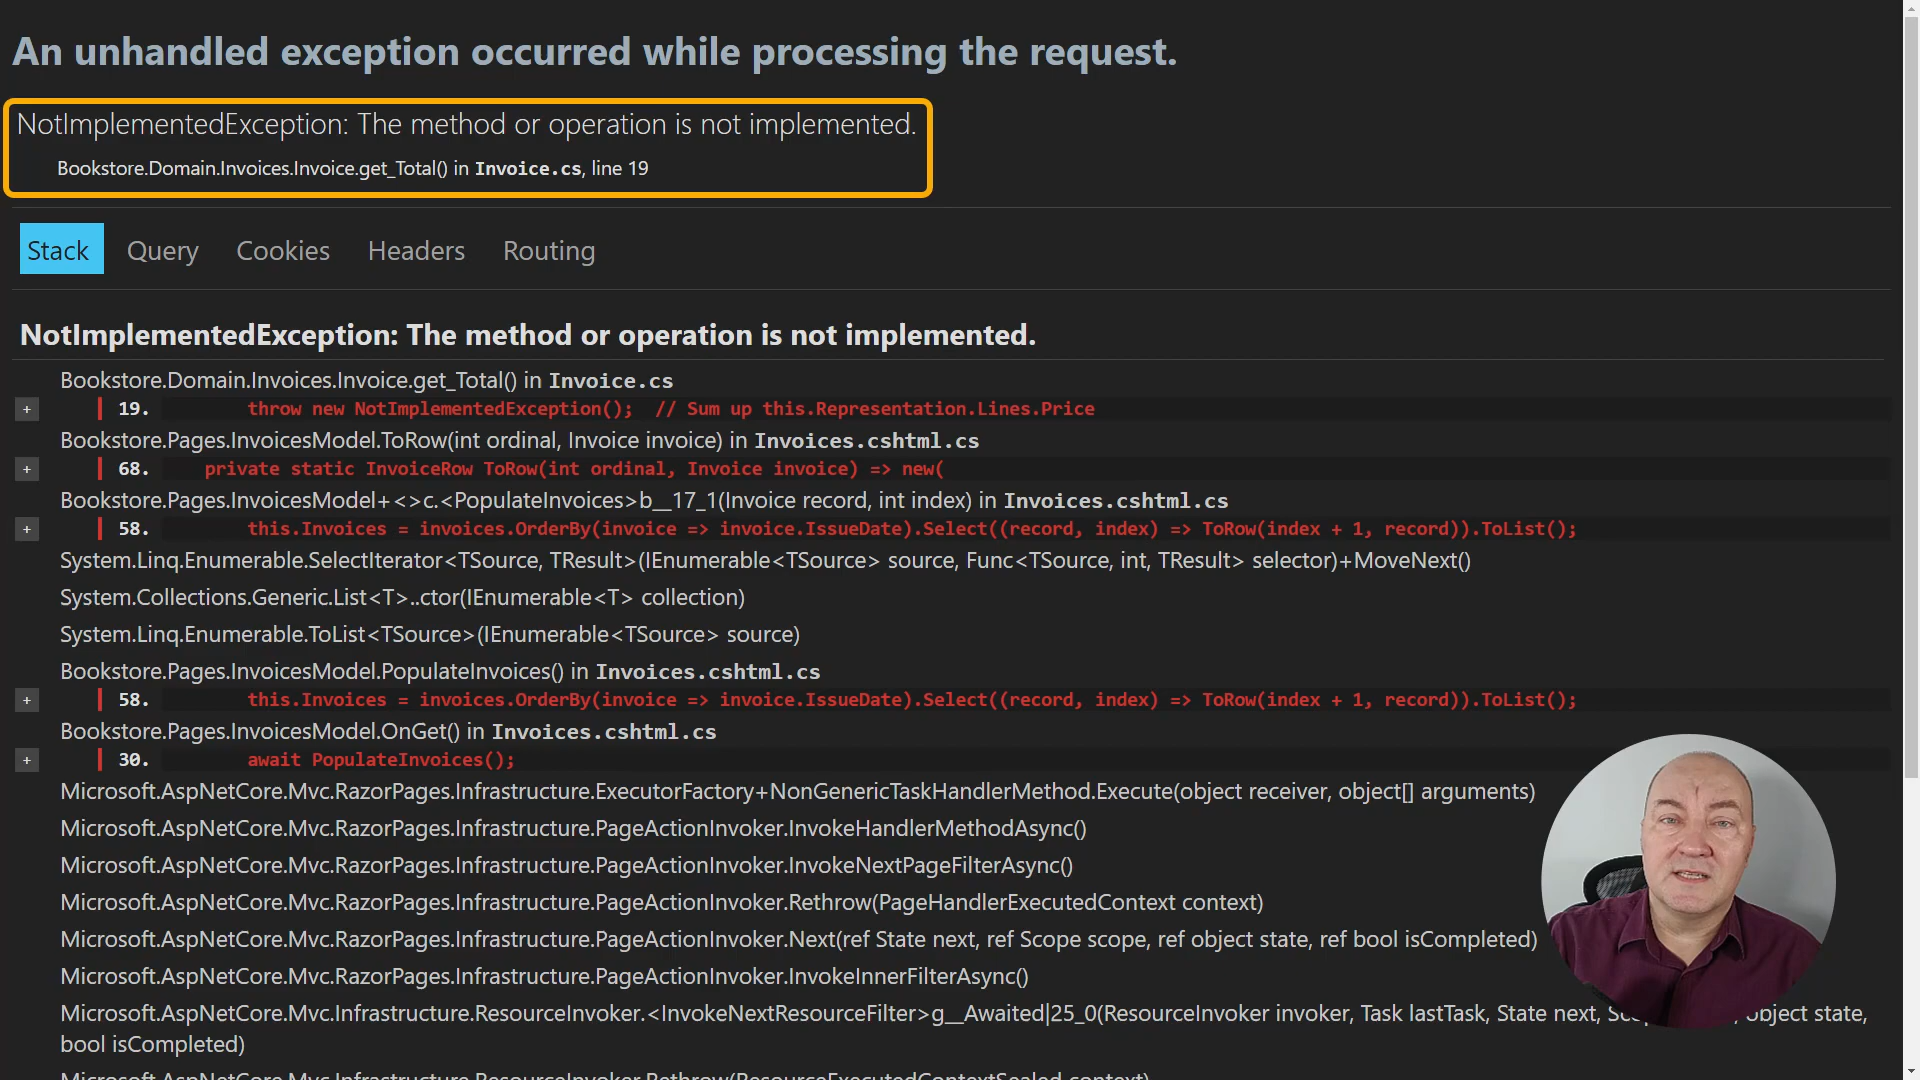 An unhandled exception occurred while processing the request.
NotImplementedException: The method or operation is not implemented.
Bookstore.Domain.Invoices.Invoice.get_Total() in Invoice.cs, line 19
Stack Query Cookies Headers Routing
NotImplementedException: The method or operation is not implemented.
Bookstore.Domain.Invoices.Invoice.get_Total() in Invoice.cs
+ 19. throw new NotImplementedException(); // Sum up this.Representation.Lines.Price
Bookstore.Pages.InvoicesModel.ToRow(int ordinal, Invoice invoice) in Invoices.cshtml.cs
+ 68. private static InvoiceRow ToRow(int ordinal, Invoice invoice) => new(
Bookstore.Pages.InvoicesModel+<>c.<PopulateInvoices>b__17_1(Invoice record, int index) in Invoices.cshtml.cs
+ 58. this.Invoices = invoices.OrderBy(invoice => invoice.IssueDate).Select((record, index) => ToRow(index + 1, record)).ToList();
System.Linq.Enumerable.SelectIterator<TSource, TResult>(IEnumerable<TSource> source, Func<TSource, int, TResult> selector)+MoveNext()
System.Collections.Generic.List<T>..ctor(IEnumerable<T> collection)
System.Linq.Enumerable.ToList<TSource>(IEnumerable<TSource> source)
Bookstore.Pages.InvoicesModel.PopulateInvoices() in Invoices.cshtml.cs
+ 58. this.Invoices = invoices.OrderBy(invoice => invoice.IssueDate).Select((record, index) => ToRow(index + 1, record)).ToList();
Bookstore.Pages.InvoicesModel.OnGet() in Invoices.cshtml.cs
+ 30. await PopulateInvoices();
Microsoft.AspNetCore.Mvc.RazorPages.Infrastructure.ExecutorFactory+NonGenericTaskHandlerMethod.Execute(object receiver, object[] arguments)
Microsoft.AspNetCore.Mvc.RazorPages.Infrastructure.PageActionInvoker.InvokeHandlerMethodAsync()
Microsoft.AspNetCore.Mvc.RazorPages.Infrastructure.PageActionInvoker.InvokeNextPageFilterAsync()
Microsoft.AspNetCore.Mvc.RazorPages.Infrastructure.PageActionInvoker.Rethrow(PageHandlerExecutedContext context)
Microsoft.AspNetCore.Mvc.RazorPages.Infrastructure.PageActionInvoker.Next(ref State next, ref Scope scope, ref object state, ref bool isCompleted)
Microsoft.AspNetCore.Mvc.RazorPages.Infrastructure.PageActionInvoker.InvokeInnerFilterAsync()
Microsoft.AspNetCore.Mvc.Infrastructure.ResourceInvoker.<InvokeNextResourceFilter>g__Awaited|25_0(ResourceInvoker invoker, Task lastTask, State next, object state,
bool isCompleted)
Microsoft.AspNetCore.Mvc.Infrastructure.ResourceInvoker.Rethrow(ResourceExecutedContextSealed context)